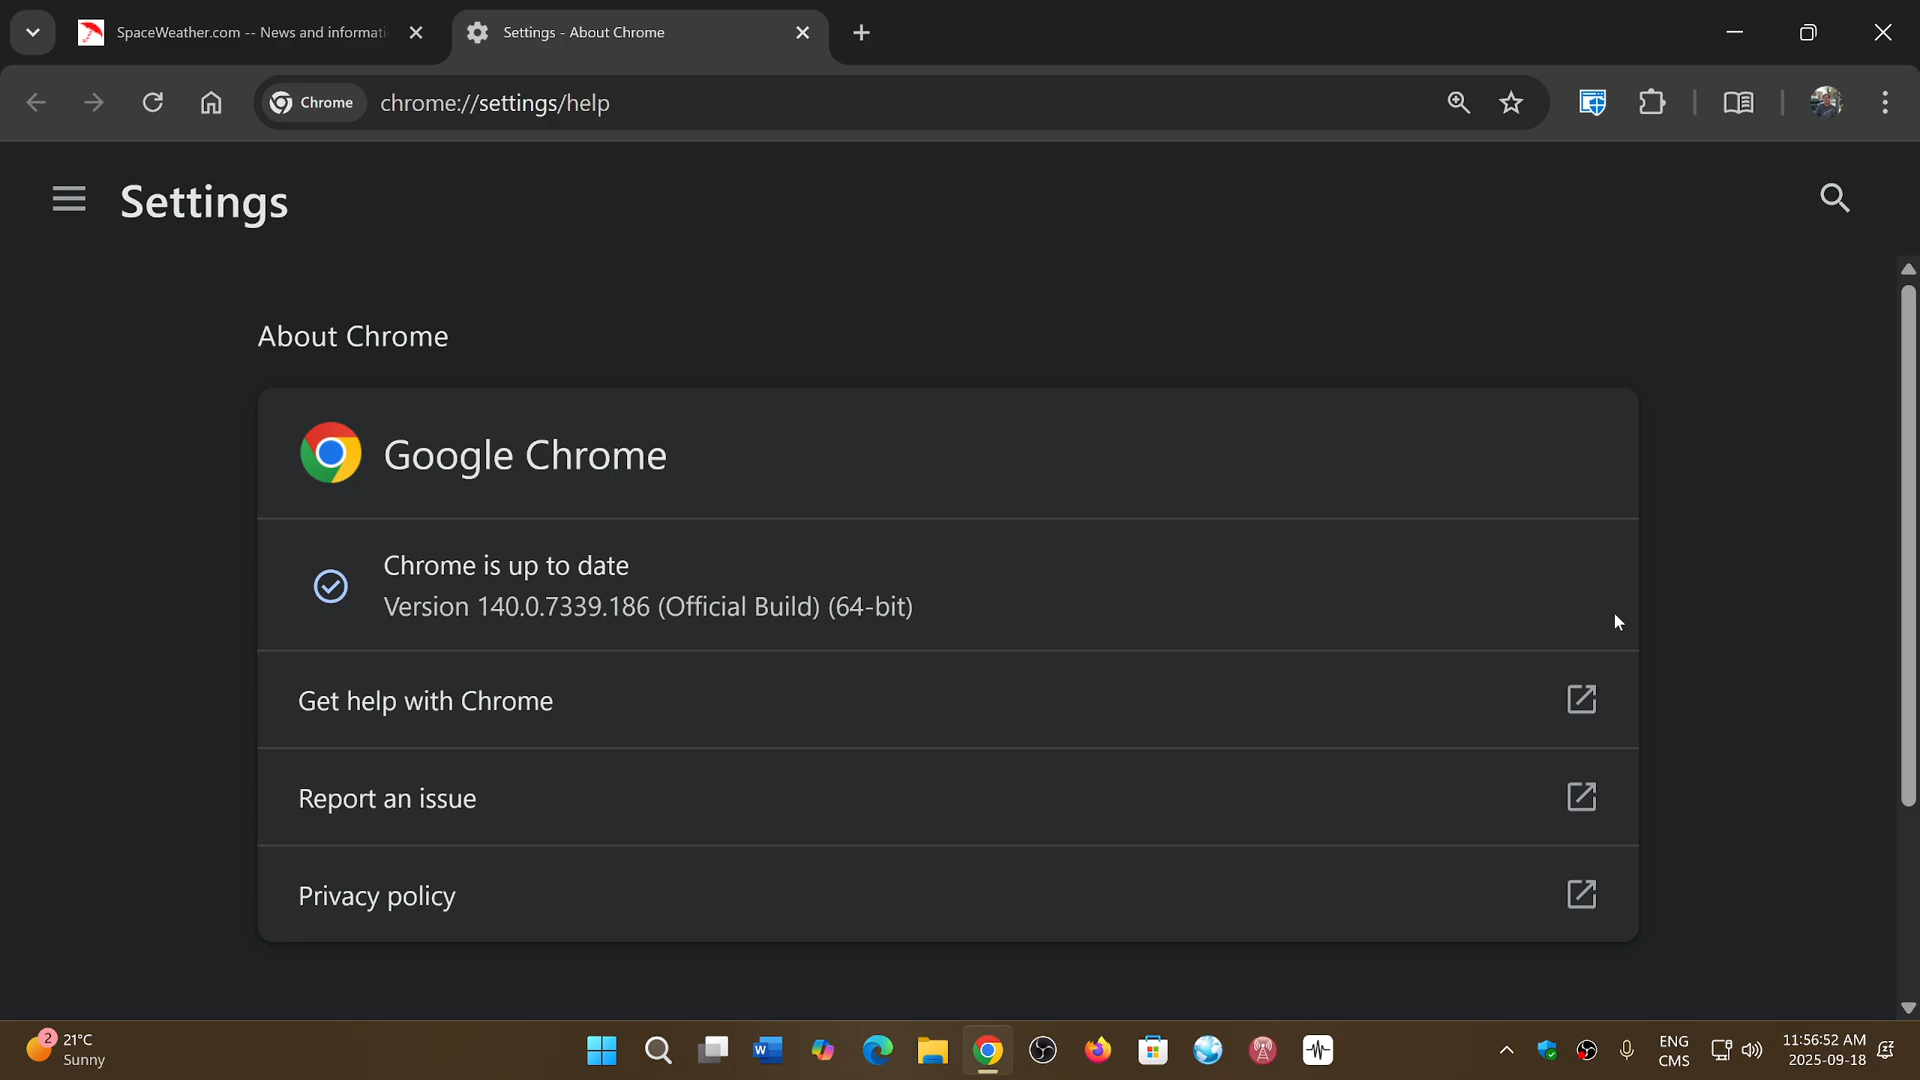 SpaceWeather.com -- News and informati
Settings - About Chrome
Chrome
chrome://settings/help
Settings
About Chrome
Google Chrome
Chrome is up to date
Version 140.0.7339.186 (Official Build) (64-bit)
Get help with Chrome
Report an issue
Privacy policy
2
21°C
Sunny
ENG
CMS
11:56:52 AM
2025-09-18